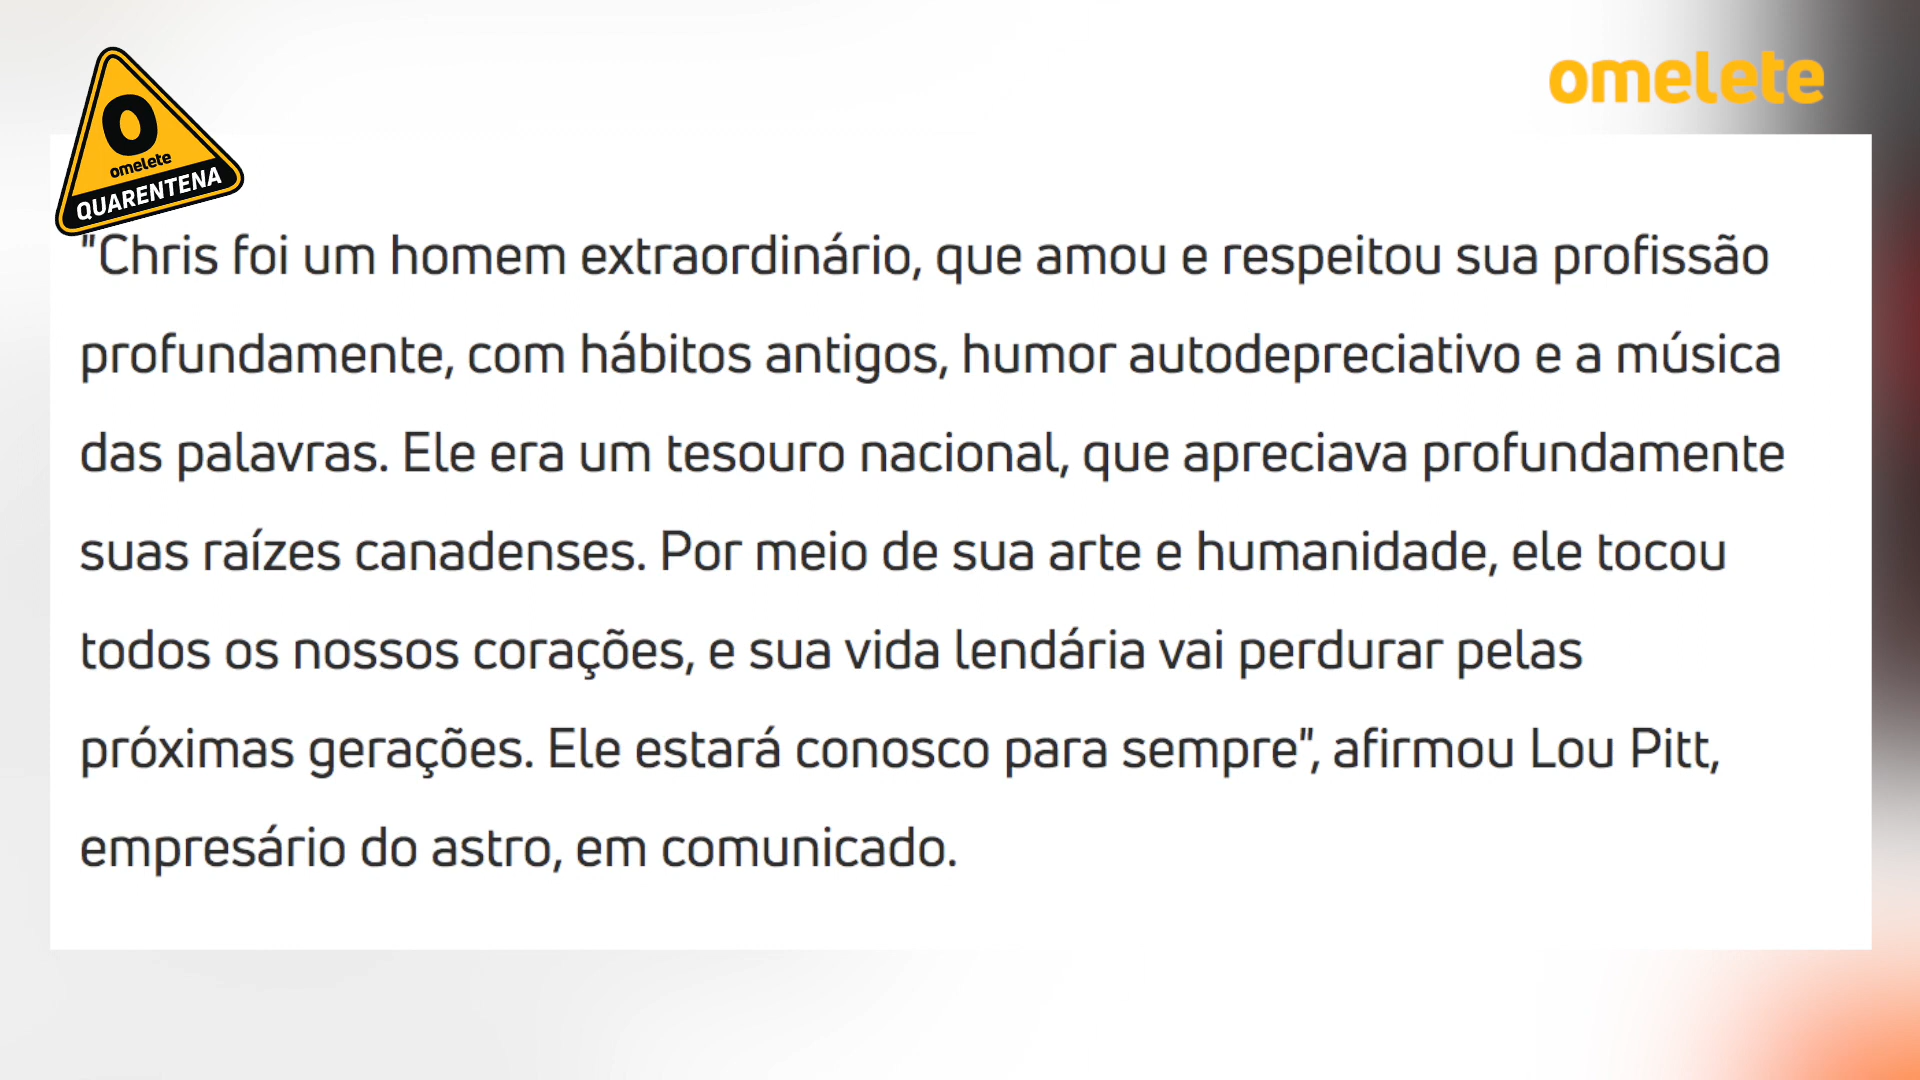 omelete
O
omelete
QUARENTENA
"Chris foi um homem extraordinário, que amou e respeitou sua profissão
profundamente, com hábitos antigos, humor autodepreciativo e a música
das palavras. Ele era um tesouro nacional, que apreciava profundamente
suas raízes canadenses. Por meio de sua arte e humanidade, ele tocou
todos os nossos corações, e sua vida lendária vai perdurar pelas
próximas gerações. Ele estará conosco para sempre", afirmou Lou Pitt,
empresário do astro, em comunicado.